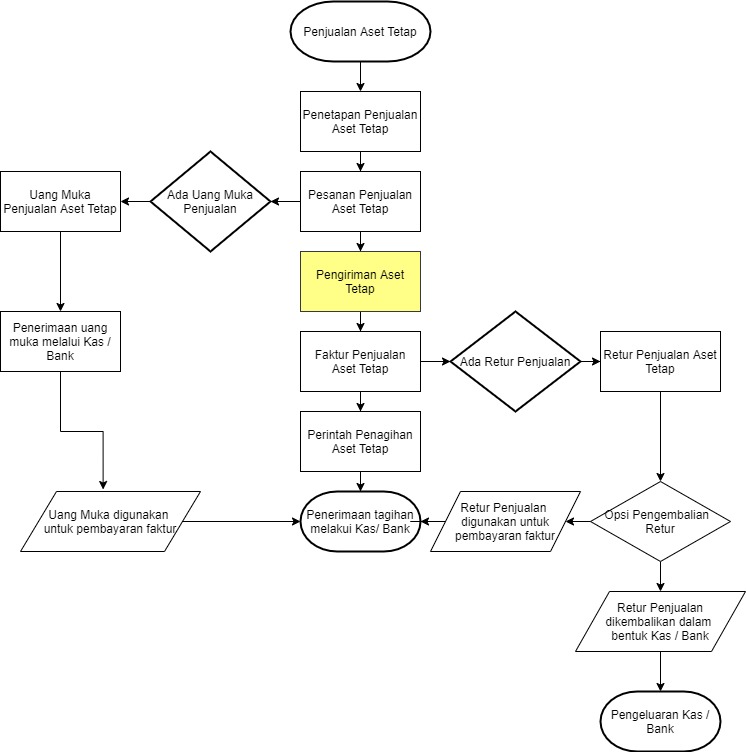 Penjualan Aset Tetap
Penetapan Penjualan
Aset Tetap
Ada Uang Muka
Penjualan
Uang Muka
Penjualan Aset Tetap
Pesanan Penjualan
Aset Tetap
Pengiriman Aset
Tetap
Penerimaan uang
muka melalui Kas /
Bank
Faktur Penjualan
Aset Tetap
Ada Retur Penjualan
Retur Penjualan Aset
Tetap
Perintah Penagihan
Aset Tetap
Uang Muka digunakan
untuk pembayaran faktur
Penerimaan tagihan
melakui Kas/ Bank
Retur Penjualan
digunakan untuk
pembayaran faktur
Opsi Pengembalian
Retur
Retur Penjualan
dikembalikan dalam
bentuk Kas / Bank
Pengeluaran Kas /
Bank